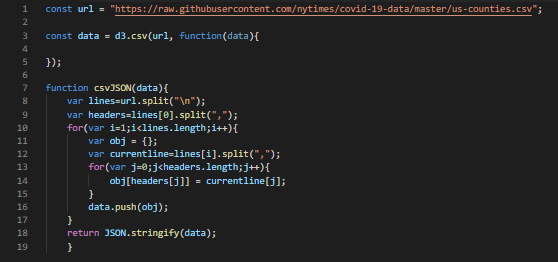 1 const url = "https://raw.githubusercontent.com/nytimes/covid-19-data/master/us-counties.csv";
2
3 const data = d3.csv(url, function(data){
4
5 });
6
7 function csvJSON(data){
8     var lines=url.split("\n");
9     var headers=lines[0].split(",");
10     for(var i=1;i<lines.length;i++){
11         var obj = {};
12         var currentline=lines[i].split(",");
13         for(var j=0;j<headers.length;j++){
14             obj[headers[j]] = currentline[j];
15         }
16         data.push(obj);
17     }
18     return JSON.stringify(data);
19     }